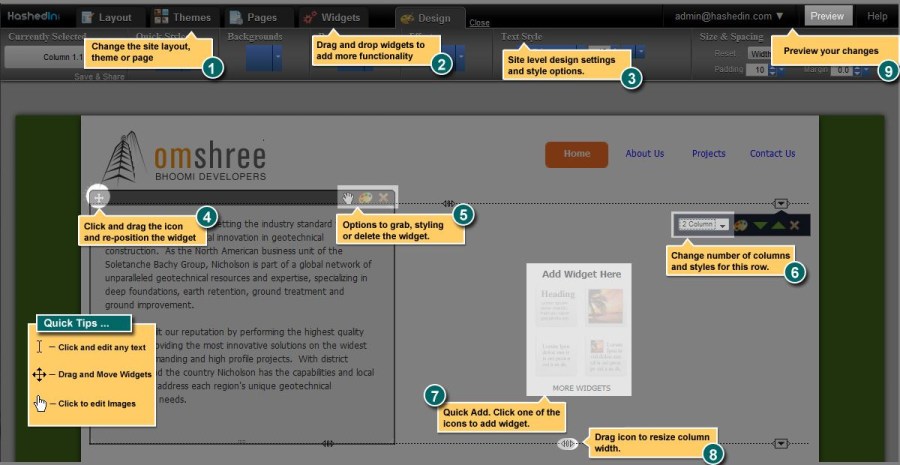 Hashedin
Layout
Themes
Pages
Widgets
Design
Close
admin@hashedin.com
Preview
Help
Currently Selected
Quick Styles
Backgrounds
Text Style
Size & Spacing
Column 1.1
Save & Share
Reset
Width
Padding
10
Margin
0.0
Change the site layout,
theme or page
1
Drag and drop widgets to
add more functionality
2
Site level design settings
and style options.
3
Preview your changes
9
omshree
BHOOMI DEVELOPERS
Home
About Us
Projects
Contact Us
Click and drag the icon
and re-position the widget
4
Options to grab, styling
or delete the widget.
5
2 Column
Change number of columns
and styles for this row.
6
etting the industry standard
al innovation in geotechnical
construction. As the North American business unit of the
Soletanche Bachy Group, Nicholson is part of a global network of
unparalleled geotechnical resources and expertise, specializing in
deep foundations, earth retention, ground treatment and
ground improvement.
it our reputation by performing the highest quality
oviding the most innovative solutions on the widest
manding and high profile projects. With district
nd the country Nicholson has the capabilities and local
address each region's unique geotechnical
needs.
Quick Tips ...
Click and edit any text
Drag and Move Widgets
Click to edit Images
Add Widget Here
Heading
MORE WIDGETS
7
Quick Add. Click one of the
icons to add widget.
Drag icon to resize column
width.
8